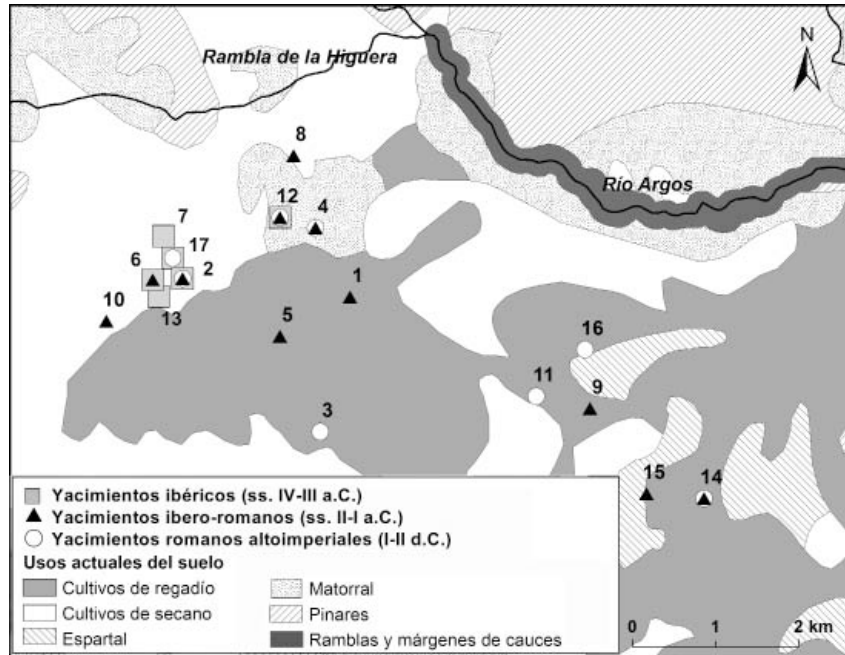 Rambla de la Higuera
N
8
Río Argos
12
4
7
17
6
2
10
13
1
5
16
11
9
3
15
14
Yacimientos ibéricos (ss. IV-III a.C.)
Yacimientos ibero-romanos (ss. II-I a.C.)
Yacimientos romanos altoimperiales (I-II d.C.)
Usos actuales del suelo
Cultivos de regadío
Matorral
Cultivos de secano
Pinares
Espartal
Ramblas y márgenes de cauces
0 1 2 km